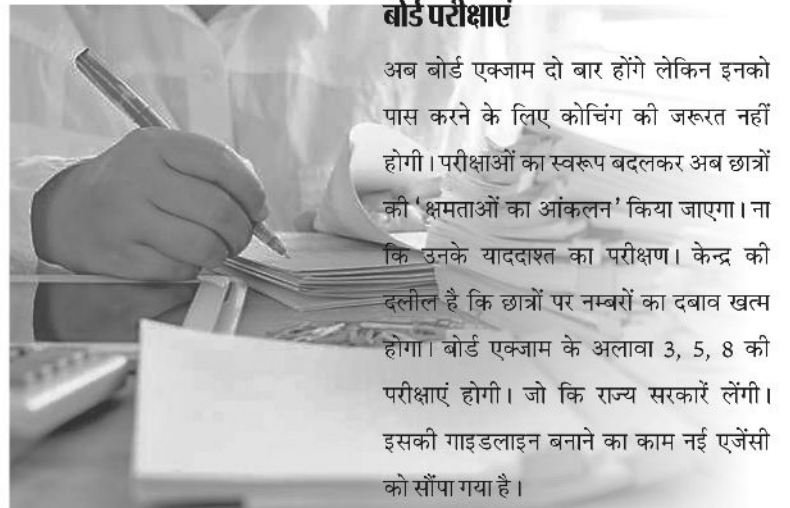 बोर्ड परीक्षाएं
अब बोर्ड एक्जाम दो बार होंगे लेकिन इनको
पास करने के लिए कोचिंग की जरूरत नहीं
होगी। परीक्षाओं का स्वरूप बदलकर अब छात्रों
की ‘क्षमताओं का आंकलन’ किया जाएगा। ना
कि उनके याददाश्त का परीक्षण। केन्द्र की
दलील है कि छात्रों पर नम्बरों का दबाव खत्म
होगा। बोर्ड एक्जाम के अलावा 3, 5, 8 की
परीक्षाएं होगी। जो कि राज्य सरकारें लेंगी।
इसकी गाइडलाइन बनाने का काम नई एजेंसी
को सौंपा गया है।